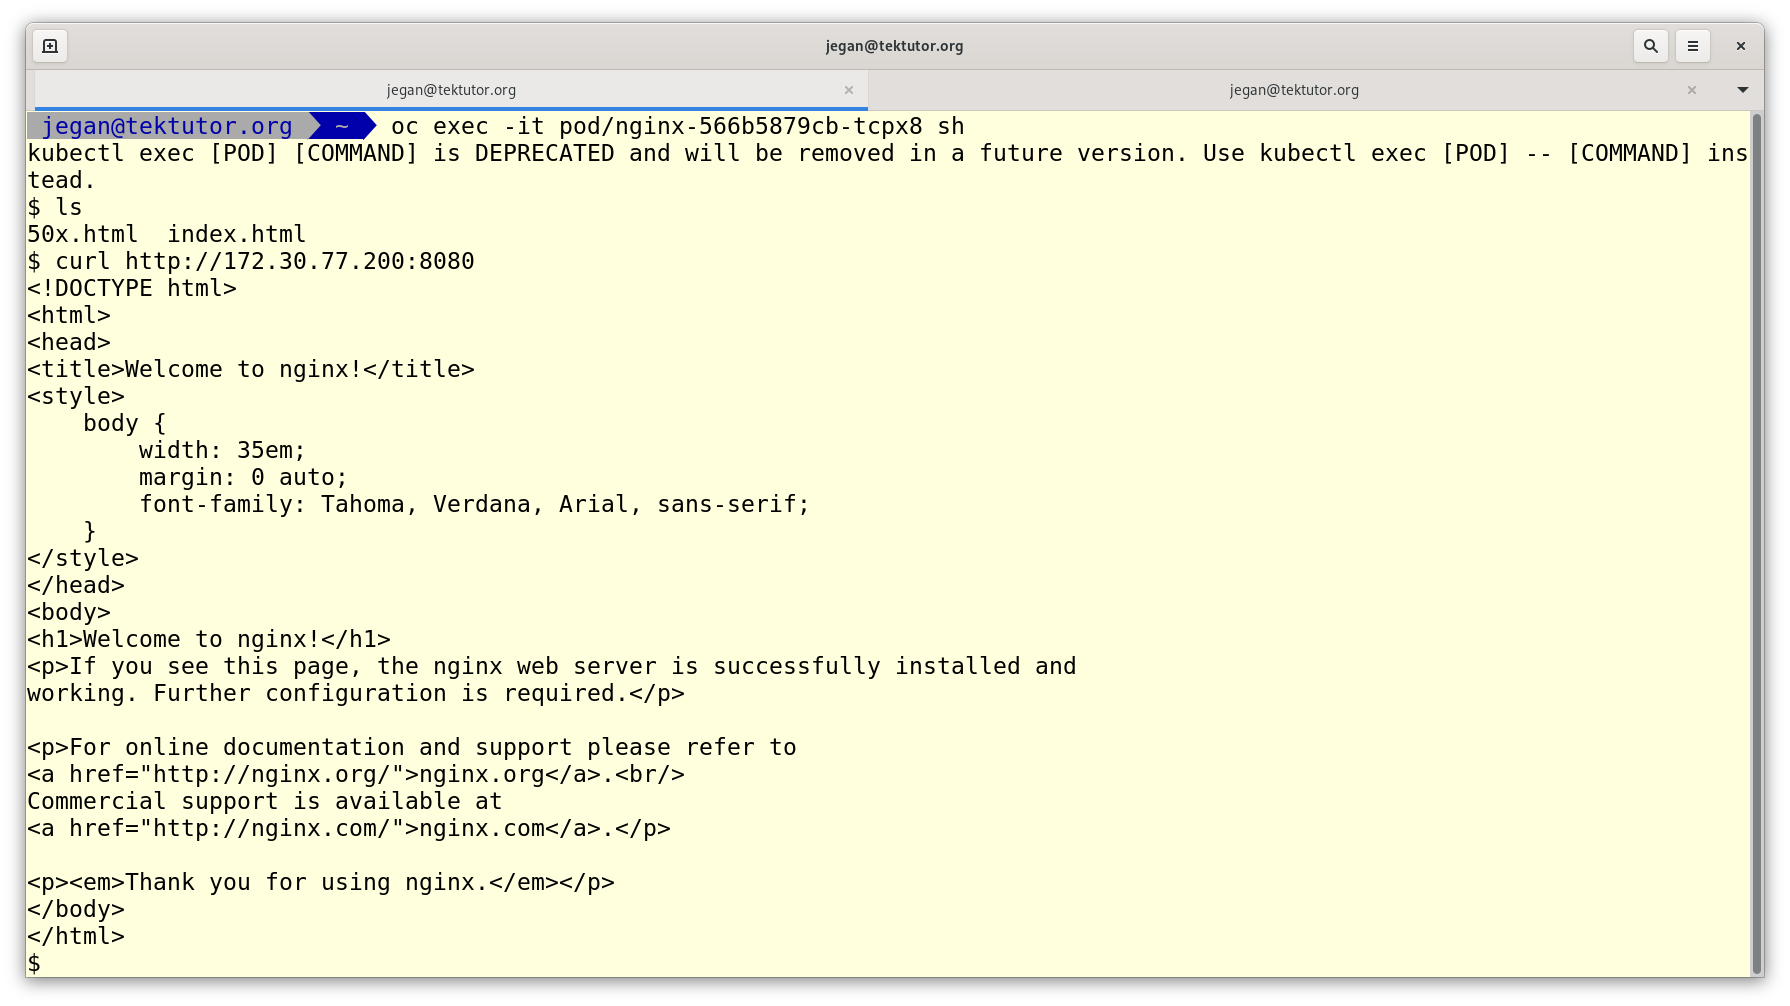 jegan@tektutor.org
jegan@tektutor.org
jegan@tektutor.org
jegan@tektutor.org ~ oc exec -it pod/nginx-566b5879cb-tcpx8 sh
kubectl exec [POD] [COMMAND] is DEPRECATED and will be removed in a future version. Use kubectl exec [POD] -- [COMMAND] ins
tead.
$ ls
50x.html  index.html
$ curl http://172.30.77.200:8080
<!DOCTYPE html>
<html>
<head>
<title>Welcome to nginx!</title>
<style>
    body {
        width: 35em;
        margin: 0 auto;
        font-family: Tahoma, Verdana, Arial, sans-serif;
    }
</style>
</head>
<body>
<h1>Welcome to nginx!</h1>
<p>If you see this page, the nginx web server is successfully installed and
working. Further configuration is required.</p>

<p>For online documentation and support please refer to
<a href="http://nginx.org/">nginx.org</a>.<br/>
Commercial support is available at
<a href="http://nginx.com/">nginx.com</a>.</p>

<p><em>Thank you for using nginx.</em></p>
</body>
</html>
$